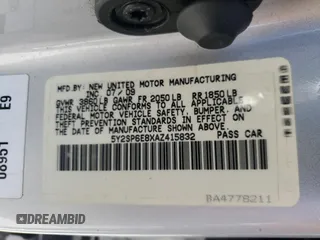 MFD. BY: NEW UNITED MOTOR MANUFACTURING
INC. 07/09
GVWR 3860LB GAWR FR 2050LB RR1850LB
THIS VEHICLE CONFORMS TO ALL APPLICABLE
FEDERAL MOTOR VEHICLE SAFETY, BUMPER, AND
THEFT PREVENTION STANDARDS IN EFFECT ON
THE DATE OF MANUFACTURE SHOWN ABOVE.
5Y2SP6E8XAZ415832 PASS CAR
BA477B211
08951 E9
DREAMBID